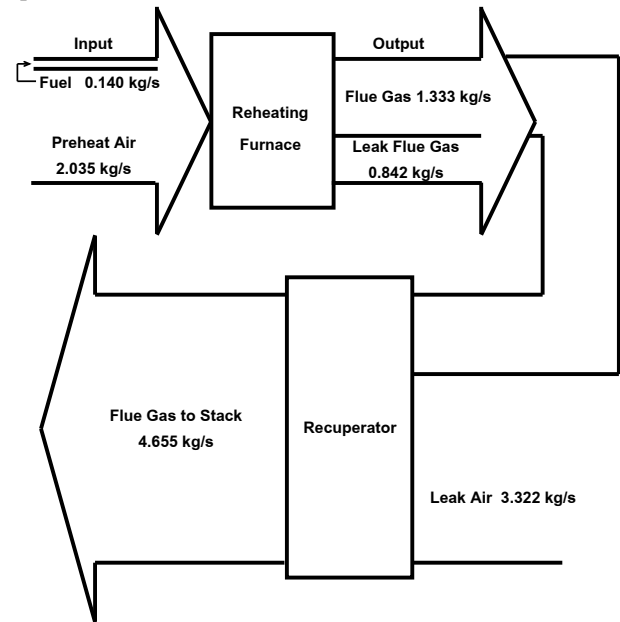 Input
Fuel 0.140 kg/s
Preheat Air
2.035 kg/s
Reheating
Furnace
Output
Flue Gas 1.333 kg/s
Leak Flue Gas
0.842 kg/s
Flue Gas to Stack
4.655 kg/s
Recuperator
Leak Air 3.322 kg/s